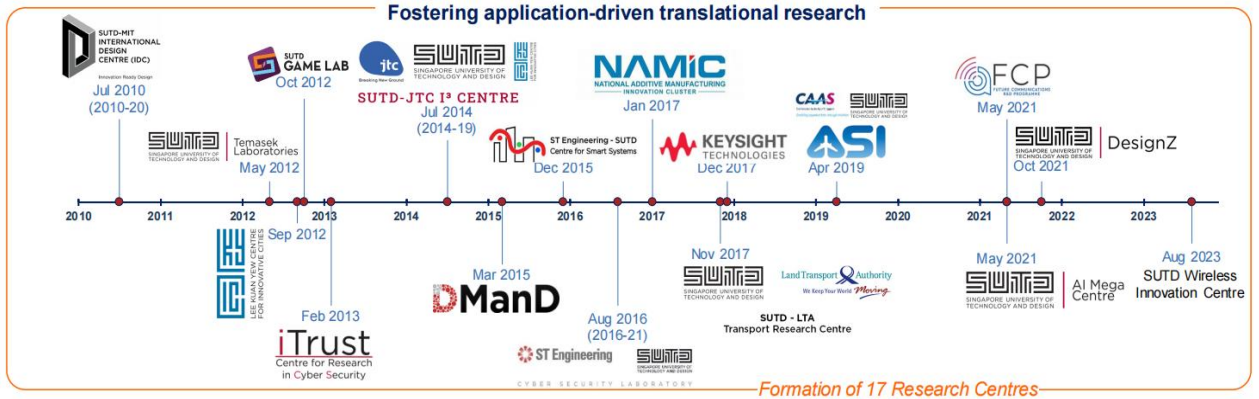 Fostering application-driven translational research
SUTD-MIT
INTERNATIONAL
DESIGN
CENTRE (IDC)
Innovation Ready Design
Jul 2010
(2010-20)
SUTD
SINGAPORE UNIVERSITY OF
TECHNOLOGY AND DESIGN
Temasek
Laboratories
May 2012
SUTD
GAME LAB
Oct 2012
jtc
Breaking New Ground
SUTD
SINGAPORE UNIVERSITY OF
TECHNOLOGY AND DESIGN
SUTD-JTC I³ CENTRE
Jul 2014
(2014-19)
ST Engineering - SUTD
Centre for Smart Systems
Dec 2015
NAMIC
NATIONAL ADDITIVE MANUFACTURING
INNOVATION CLUSTER
Jan 2017
KEYSIGHT
TECHNOLOGIES
Dec 2017
CAAS
SUTD
SINGAPORE UNIVERSITY OF
TECHNOLOGY AND DESIGN
ASI
Apr 2019
FCP
FUTURE COMMUNICATIONS
R&D PROGRAMME
May 2021
SUTD
SINGAPORE UNIVERSITY OF
TECHNOLOGY AND DESIGN
DesignZ
Oct 2021
2010 2011 2012 2013 2014 2015 2016 2017 2018 2019 2020 2021 2022 2023
Sep 2012
LEE KUAN YEW CENTRE
FOR INNOVATIVE CITIES
Feb 2013
iTrust
Centre for Research
in Cyber Security
Mar 2015
DManD
Aug 2016
(2016-21)
ST Engineering
SUTD
SINGAPORE UNIVERSITY OF
TECHNOLOGY AND DESIGN
CYBER SECURITY LABORATORY
Nov 2017
SUTD
SINGAPORE UNIVERSITY OF
TECHNOLOGY AND DESIGN
Land Transport Authority
We Keep Your World Moving
SUTD - LTA
Transport Research Centre
May 2021
SUTD
SINGAPORE UNIVERSITY OF
TECHNOLOGY AND DESIGN
AI Mega
Centre
Aug 2023
SUTD Wireless
Innovation Centre
Formation of 17 Research Centres